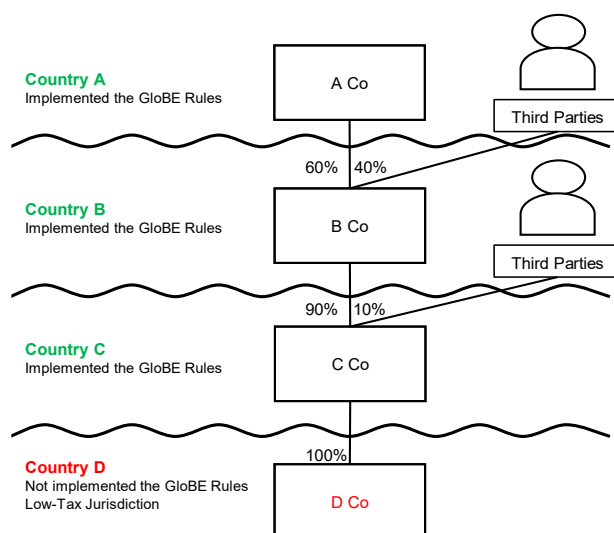 Country A
Implemented the GloBE Rules
A Co
Third Parties
60%
40%
Country B
Implemented the GloBE Rules
B Co
Third Parties
90%
10%
Country C
Implemented the GloBE Rules
C Co
100%
Country D
Not implemented the GloBE Rules
Low-Tax Jurisdiction
D Co